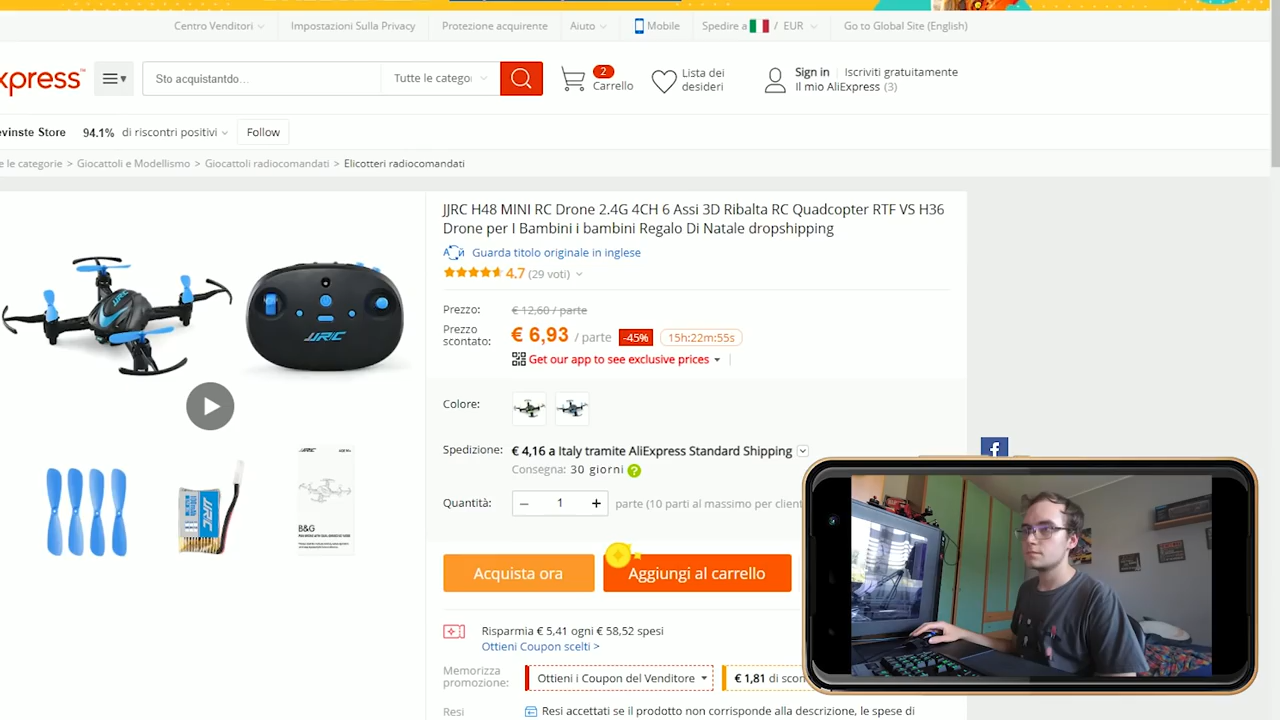 Centro Venditori
Impostazioni Sulla Privacy
Protezione acquirente
Aiuto
Mobile
Spedire a / EUR
Go to Global Site (English)
xpress
Sto acquistantdo...
Tutte le catego
2
Carrello
Lista dei
desideri
Sign in
Iscriviti gratuitamente
Il mio AliExpress (3)
evinste Store
94.1% di riscontri positivi
Follow
e le categorie > Giocattoli e Modellismo > Giocattoli radiocomandati > Elicotteri radiocomandati
JJRC H48 MINI RC Drone 2.4G 4CH 6 Assi 3D Ribalta RC Quadcopter RTF VS H36
Drone per I Bambini i bambini Regalo Di Natale dropshipping
Guarda titolo originale in inglese
4.7 (29 voti)
Prezzo: € 12,60 / parte
Prezzo
scontato:
€ 6,93 / parte -45% 15h:22m:55s
Get our app to see exclusive prices
JJRC
JJRC
Colore:
Spedizione: € 4,16 a Italy tramite AliExpress Standard Shipping
Consegna: 30 giorni ?
Quantità: – 1 + parte (10 parti al massimo per client
JJRC
B&G
f
Acquista ora
Aggiungi al carrello
Risparmia € 5,41 ogni € 58,52 spesi
Ottieni Coupon scelti >
Memorizza
promozione:
Ottieni i Coupon del Venditore
€ 1,81 di scon
Resi
Resi accettati se il prodotto non corrisponde alla descrizione, le spese di